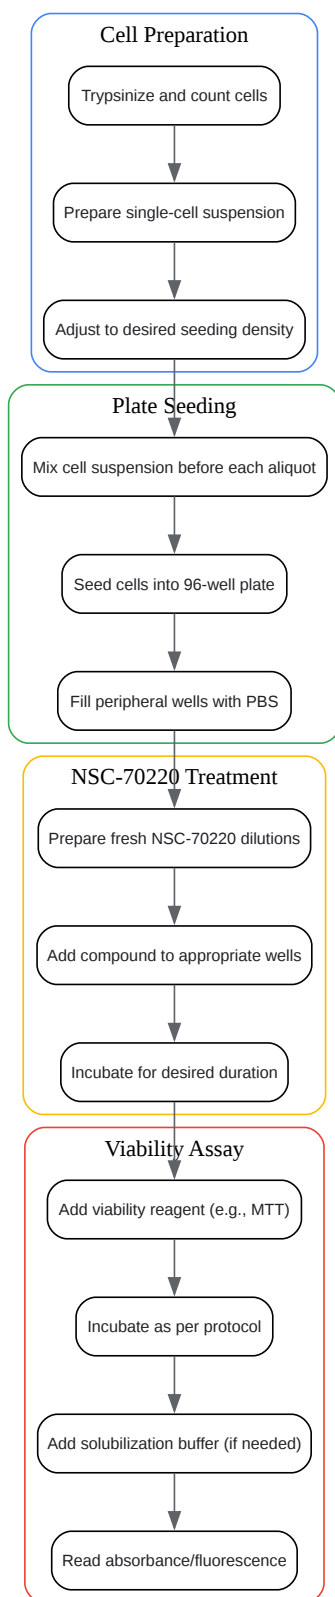 Cell Preparation
Trypsinize and count cells
Prepare single-cell suspension
Adjust to desired seeding density
Plate Seeding
Mix cell suspension before each aliquot
Seed cells into 96-well plate
Fill peripheral wells with PBS
NSC-70220 Treatment
Prepare fresh NSC-70220 dilutions
Add compound to appropriate wells
Incubate for desired duration
Viability Assay
Add viability reagent (e.g., MTT)
Incubate as per protocol
Add solubilization buffer (if needed)
Read absorbance/fluorescence